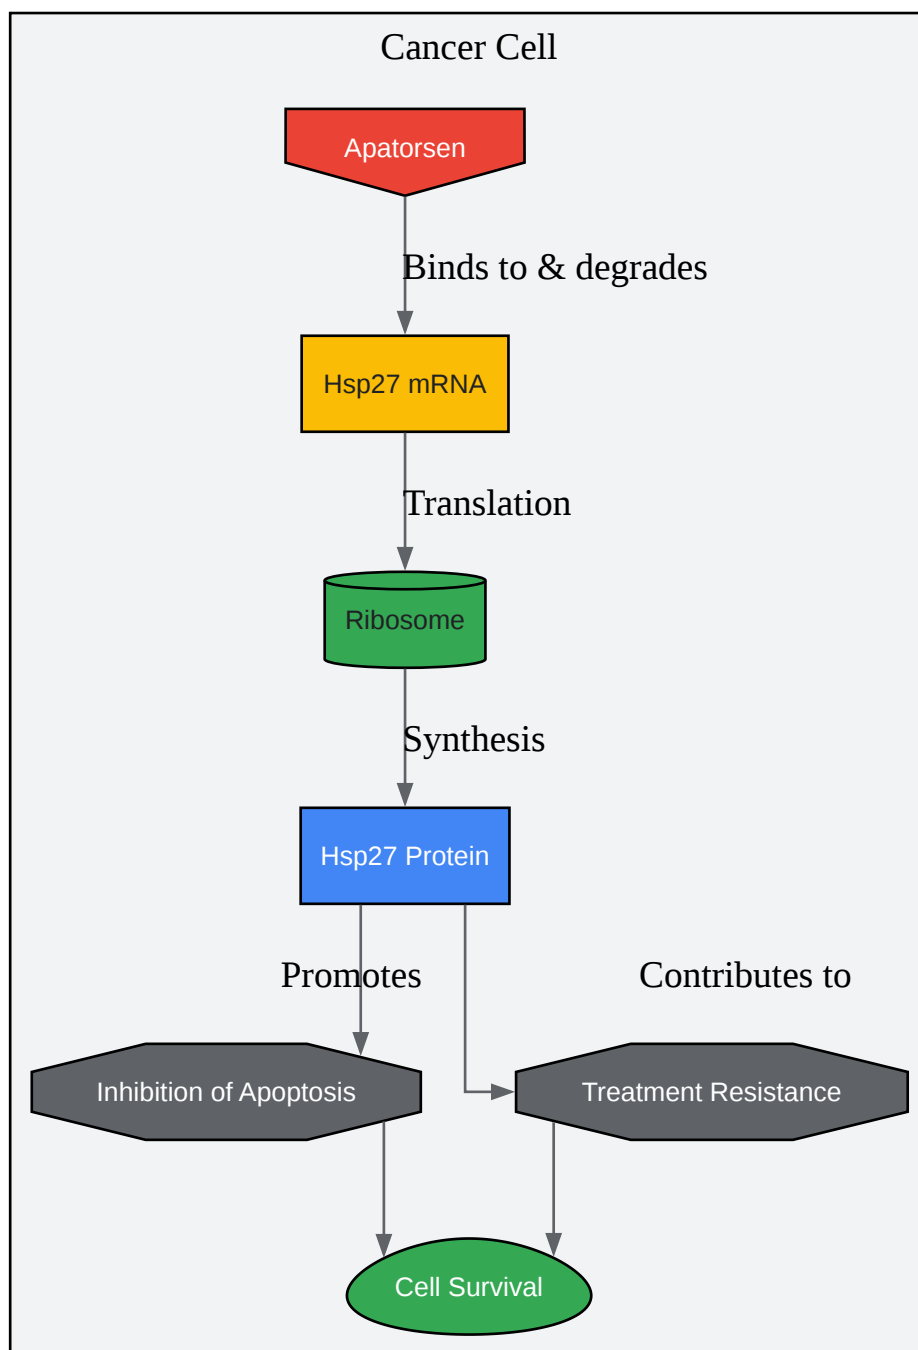 Cancer Cell
Apatorsen
Binds to & degrades
Hsp27 mRNA
Translation
Ribosome
Synthesis
Hsp27 Protein
Promotes
Contributes to
Inhibition of Apoptosis
Treatment Resistance
Cell Survival